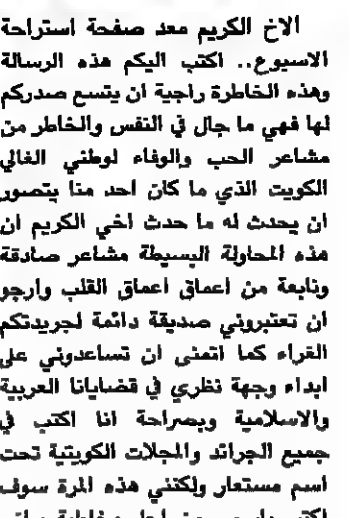 الاخ الكريم معد صفحة استراحة
الاسبوع.. اكتب اليكم هذه الرسالة
وهذه الخاطرة راجية ان يتسع صدركم
لها فهي ما جال في النفس والخاطر من
مشاعر الحب والوفاء لوطني الغالي
الكويت الذي ما كان احد منا يتصور
ان يحدث له ما حدث اخي الكريم ان
هذه المحاولة البسيطة مشاعر صادقة
ونابعة من اعماق اعماق القلب وارجو
ان تعتبروني صديقة دائمة لجريدتكم
الغراء كما اتمنى ان تساعدوني على
ابداء وجهة نظري في قضايانا العربية
والاسلامية وبصراحة انا اكتب في
جميع الجرائد والمجلات الكويتية تحت
اسم مستعار ولكنني هذه المرة سوف